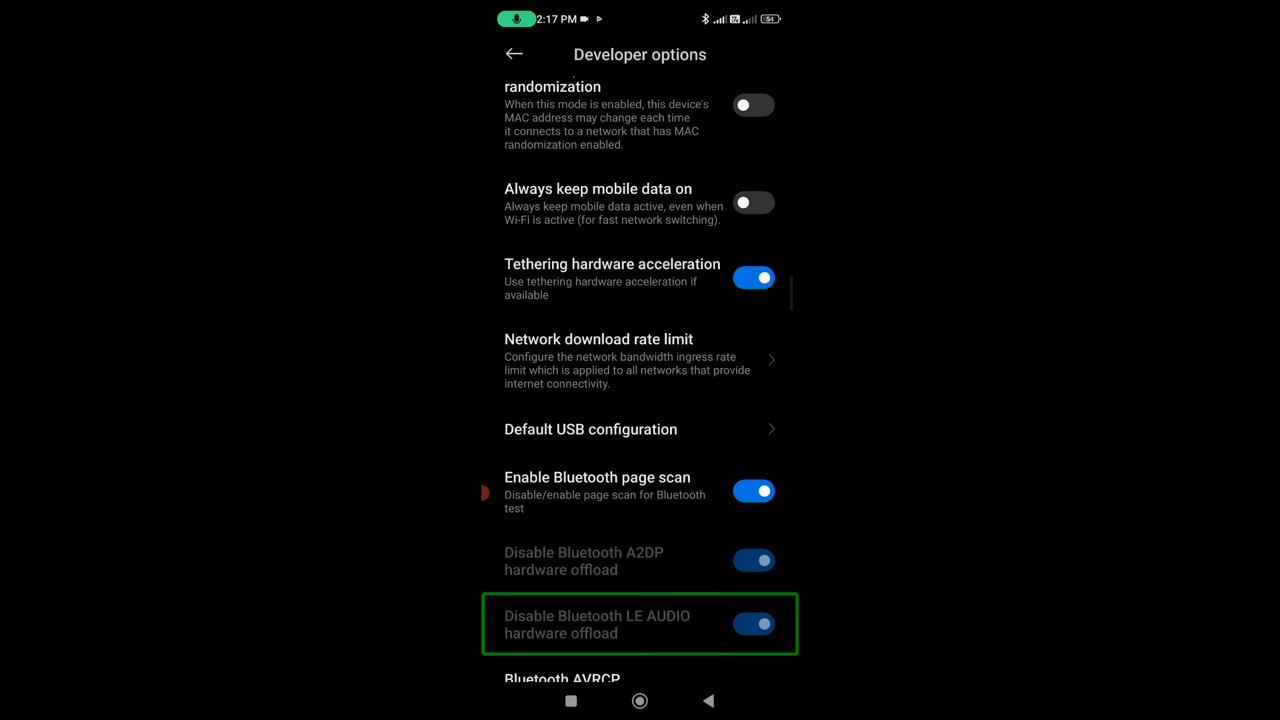 2:17 PM
54
Developer options
randomization
When this mode is enabled, this device's
MAC address may change each time
it connects to a network that has MAC
randomization enabled.
Always keep mobile data on
Always keep mobile data active, even when
Wi-Fi is active (for fast network switching).
Tethering hardware acceleration
Use tethering hardware acceleration if
available
Network download rate limit
Configure the network bandwidth ingress rate
limit which is applied to all networks that provide
internet connectivity.
Default USB configuration
Enable Bluetooth page scan
Disable/enable page scan for Bluetooth
test
Disable Bluetooth A2DP
hardware offload
Disable Bluetooth LE AUDIO
hardware offload
Bluetooth AVRCP